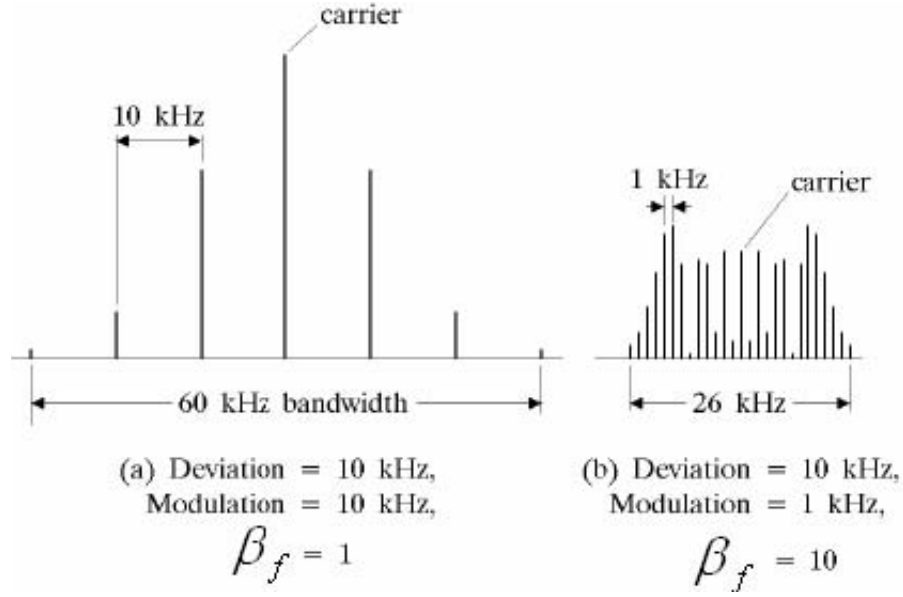 carrier
10 kHz
1 kHz
carrier
60 kHz bandwidth
26 kHz
(a) Deviation = 10 kHz,
Modulation = 10 kHz,
β_f = 1
(b) Deviation = 10 kHz,
Modulation = 1 kHz,
β_f = 10